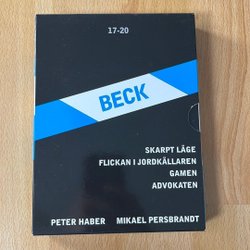 17-20
BECK
SKARPT LÄGE
FLICKAN I JORDKÄLLAREN
GAMEN
ADVOKATEN
PETER HABER MIKAEL PERSBRANDT